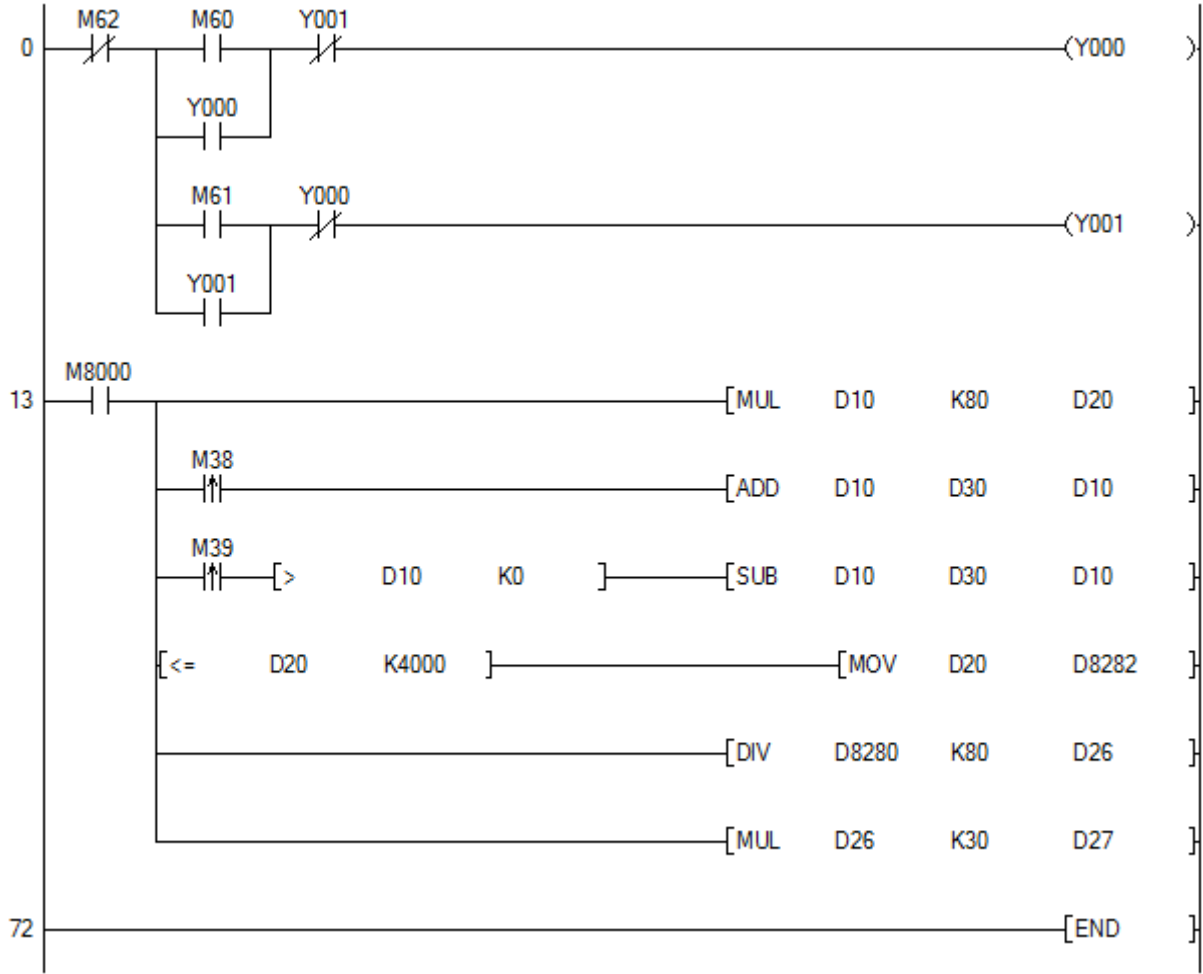 M62 M60 Y001
0 (Y000 )
Y000
M61 Y000
(Y001 )
Y001
M8000
13 [MUL D10 K80 D20 ]
M38
[ADD D10 D30 D10 ]
M39
[> D10 K0 ] [SUB D10 D30 D10 ]
[<= D20 K4000 ] [MOV D20 D8282 ]
[DIV D8280 K80 D26 ]
[MUL D26 K30 D27 ]
72 [END ]